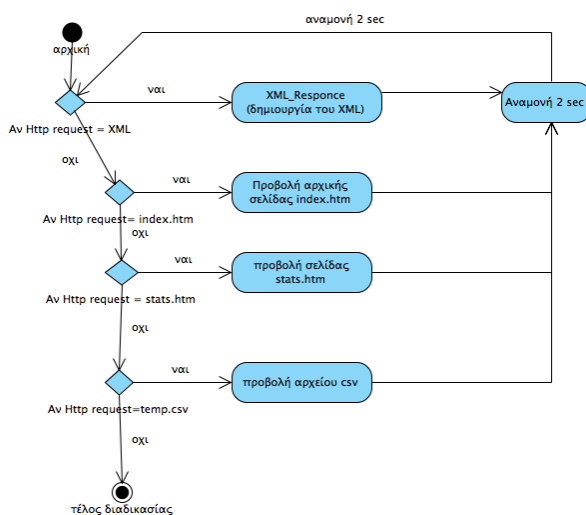 αναμονή 2 sec
αρχική
ναι
XML_Responce
(δημιουργία του XML)
Αναμονή 2 sec
Αν Http request = XML
οχι
ναι
Προβολή αρχικής
σελίδας index.htm
Αν Http request= index.htm
οχι
ναι
προβολή σελίδας
stats.htm
Αν Http request = stats.htm
οχι
ναι
προβολή αρχείου csv
Αν Http request=temp.csv
οχι
τέλος διαδικασίας